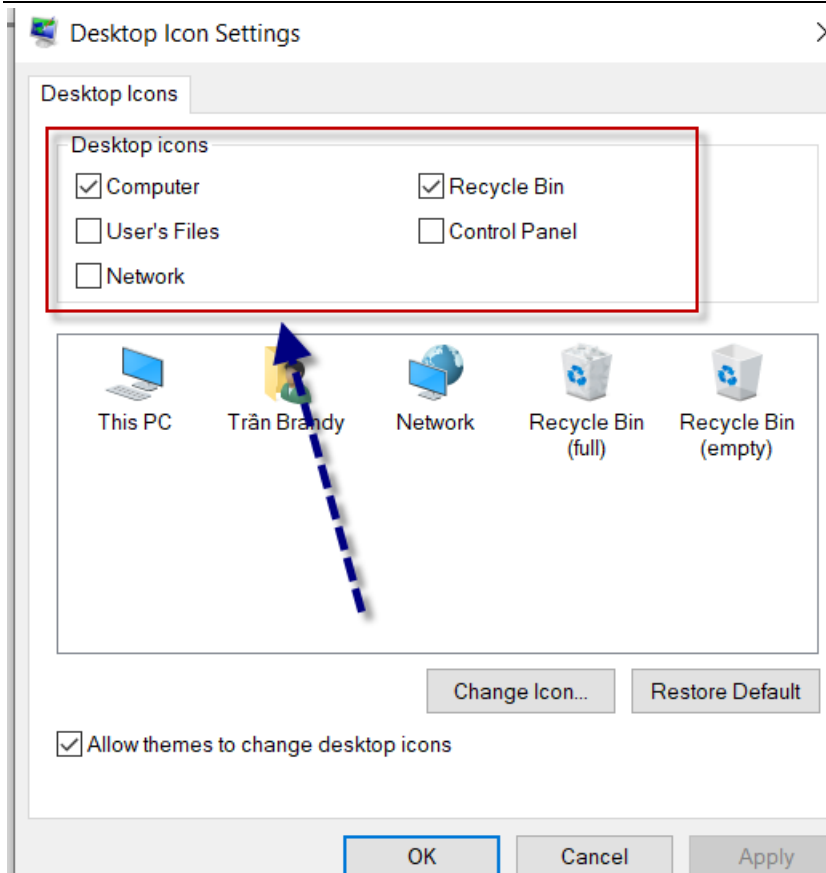 Desktop Icon Settings
Desktop Icons
Desktop icons
Computer
Recycle Bin
User's Files
Control Panel
Network
This PC
Trần Brandy
Network
Recycle Bin
(full)
Recycle Bin
(empty)
Change Icon...
Restore Default
Allow themes to change desktop icons
OK
Cancel
Apply